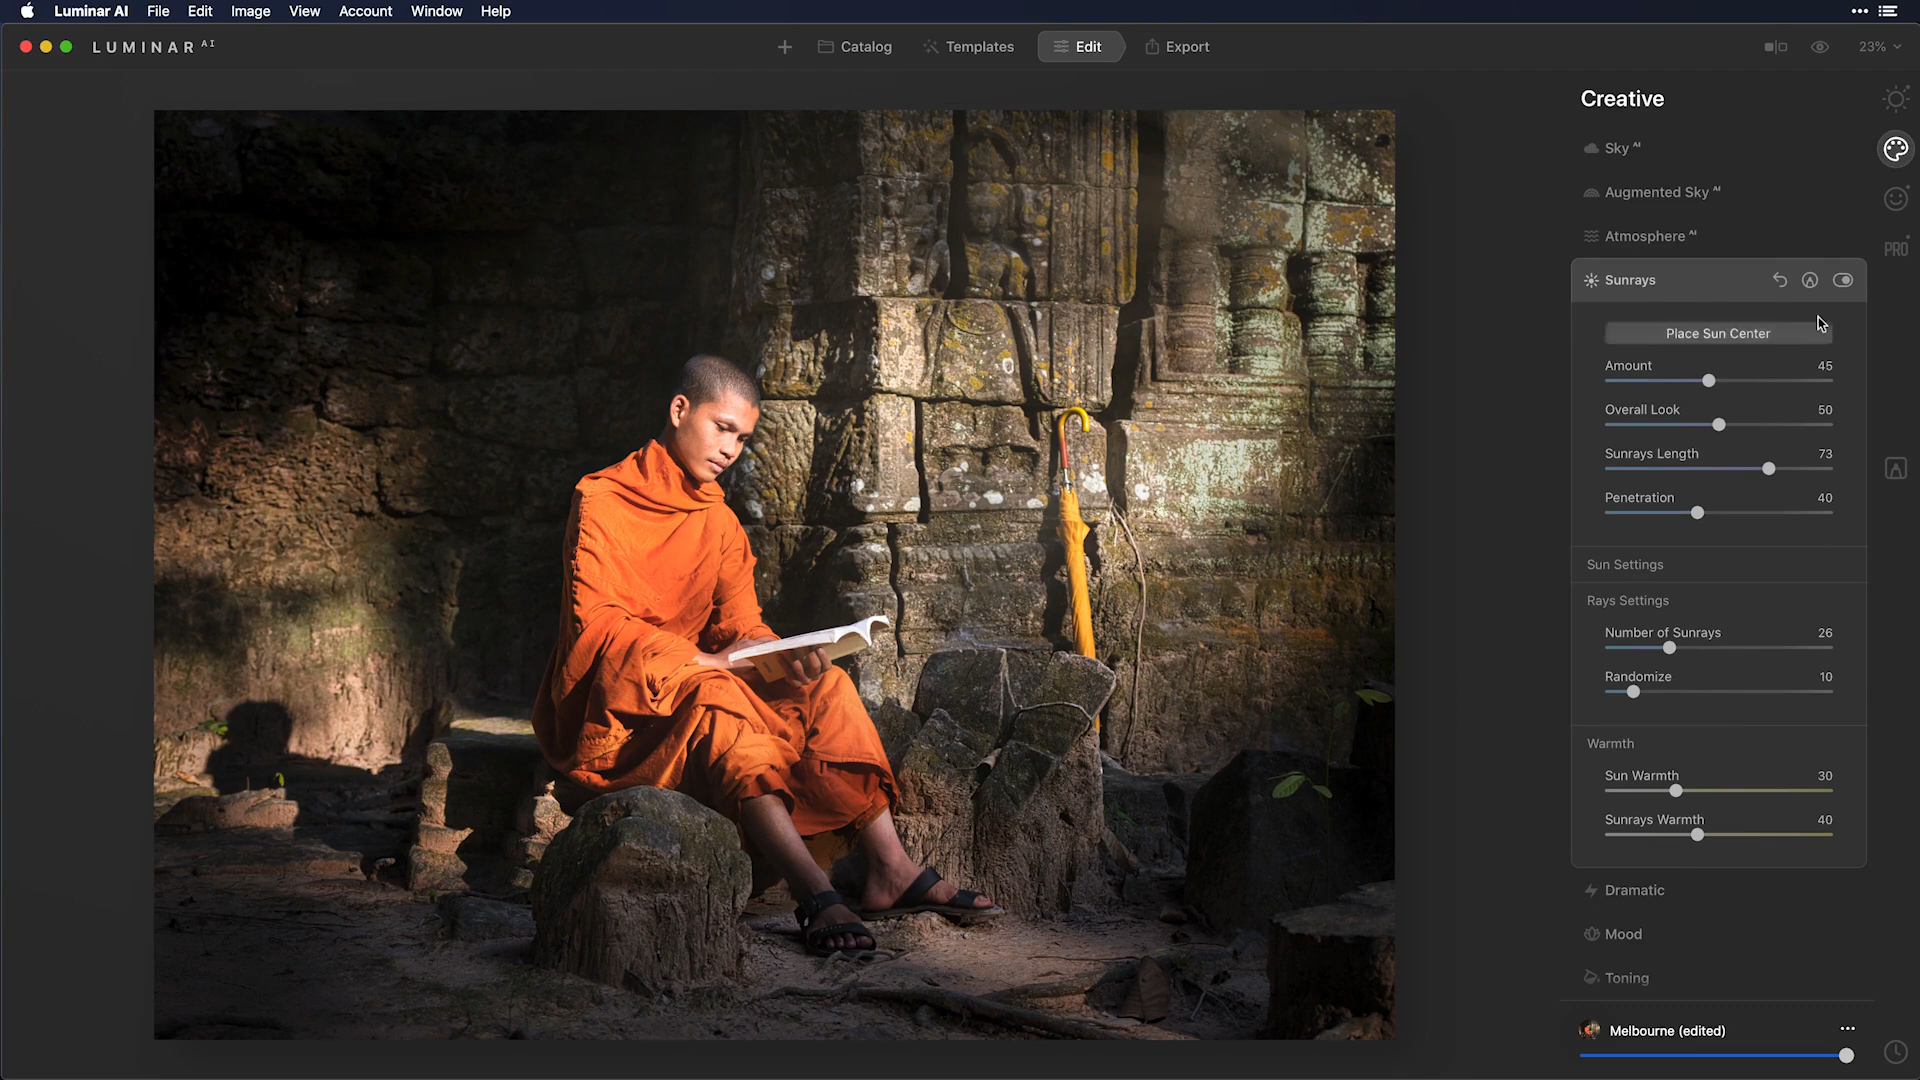 Luminar AI File Edit Image View Account Window Help
LUMINAR AI
Catalog Templates Edit Export 23%
Creative
Sky AI
Augmented Sky AI
PRO
Atmosphere AI
Sunrays
Place Sun Center
Amount 45
Overall Look 50
Sunrays Length 73
Penetration 40
Sun Settings
Rays Settings
Number of Sunrays 26
Randomize 10
Warmth
Sun Warmth 30
Sunrays Warmth 40
Dramatic
Mood
Toning
Melbourne (edited)